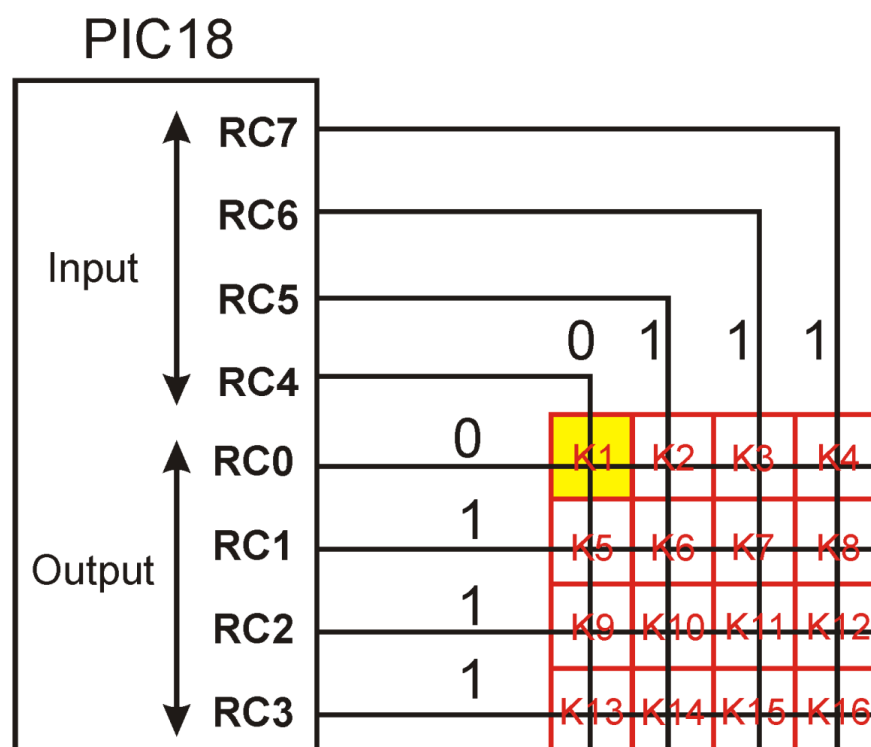 PIC18
RC7
RC6
Input
RC5
0 1 1 1
RC4
RC0 0 K1 K2 K3 K4
RC1 1 K5 K6 K7 K8
Output
RC2 1 K9 K10 K11 K12
RC3 1 K13 K14 K15 K16